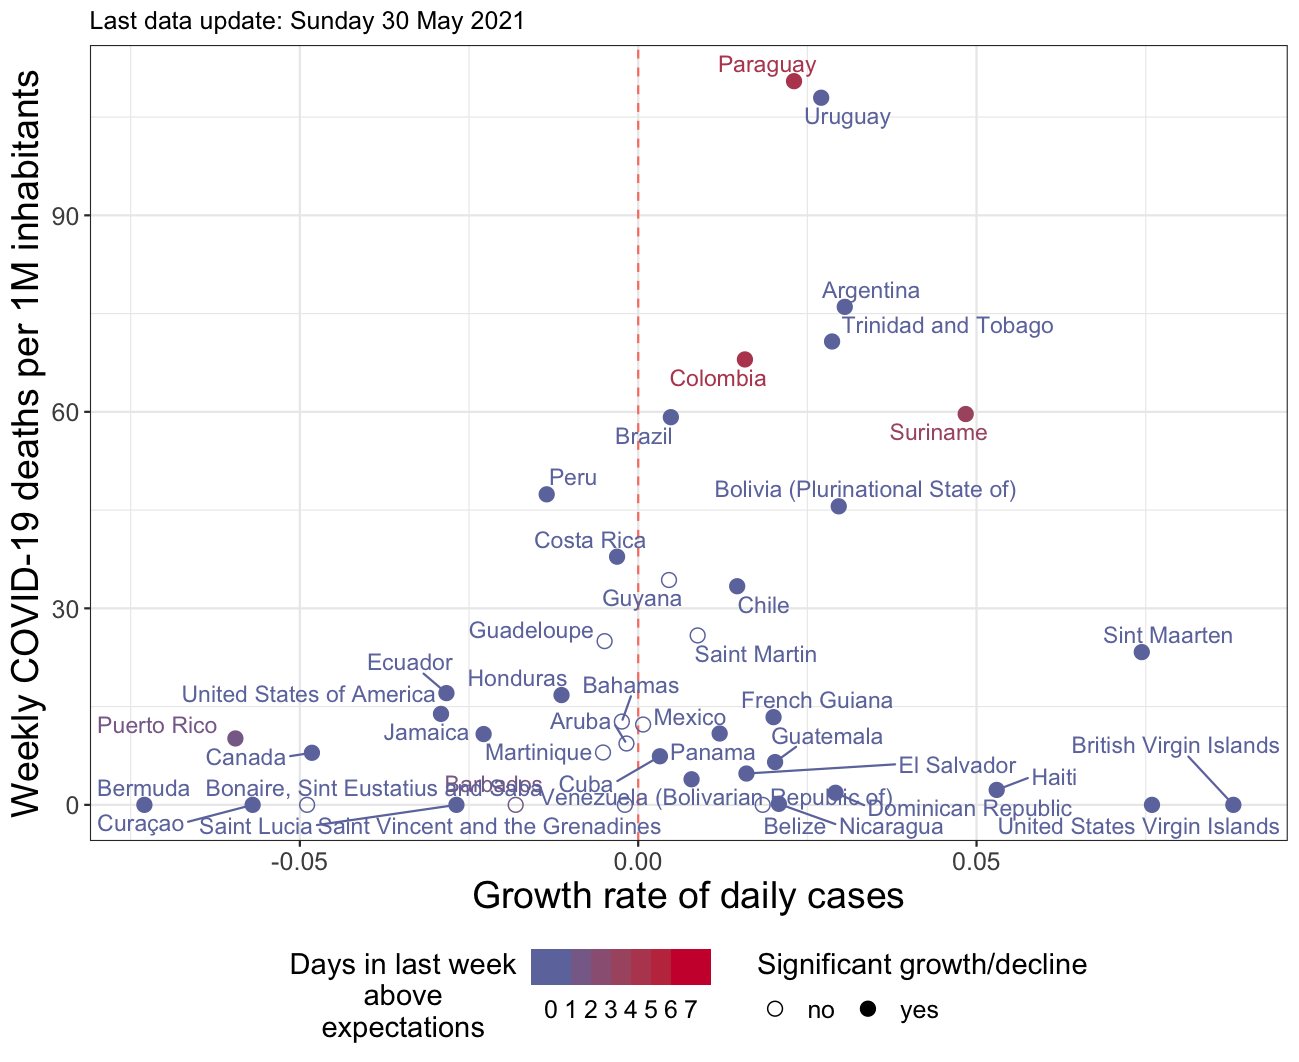 Last data update: Sunday 30 May 2021
Weekly COVID-19 deaths per 1M inhabitants
90
60
30
0
Paraguay
Uruguay
Argentina
Trinidad and Tobago
Colombia
Suriname
Brazil
Peru
Bolivia (Plurinational State of)
Costa Rica
Guyana
Chile
Guadeloupe
Sint Maarten
Saint Martin
Ecuador
Honduras
Bahamas
United States of America
French Guiana
Puerto Rico
Aruba
Mexico
Jamaica
Guatemala
British Virgin Islands
Canada
Martinique
Panama
El Salvador
Haiti
Bermuda
Bonaire, Sint Eustatius and Saba
Barbados
Cuba
Venezuela (Bolivarian Republic of)
Dominican Republic
Curaçao
Saint Lucia
Saint Vincent and the Grenadines
Belize
Nicaragua
United States Virgin Islands
-0.05
0.00
0.05
Growth rate of daily cases
Days in last week
above
expectations
0 1 2 3 4 5 6 7
Significant growth/decline
no
yes